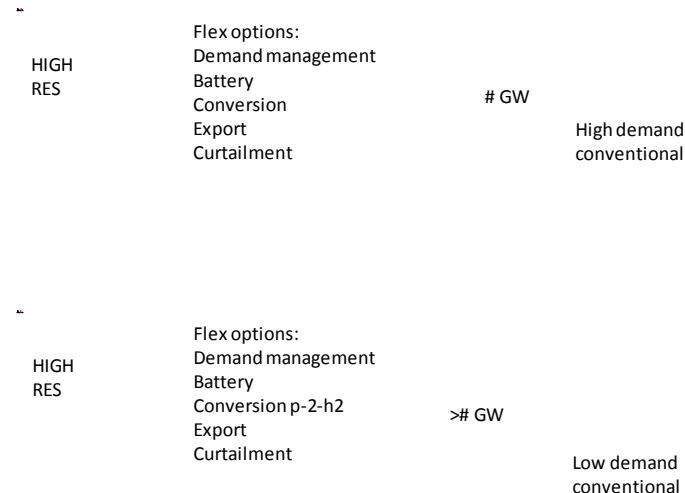 HIGH
RES
Flex options:
Demand management
Battery
Conversion
Export
Curtailment
# GW
High demand
conventional
HIGH
RES
Flex options:
Demand management
Battery
Conversion p-2-h2
Export
Curtailment
># GW
Low demand
conventional